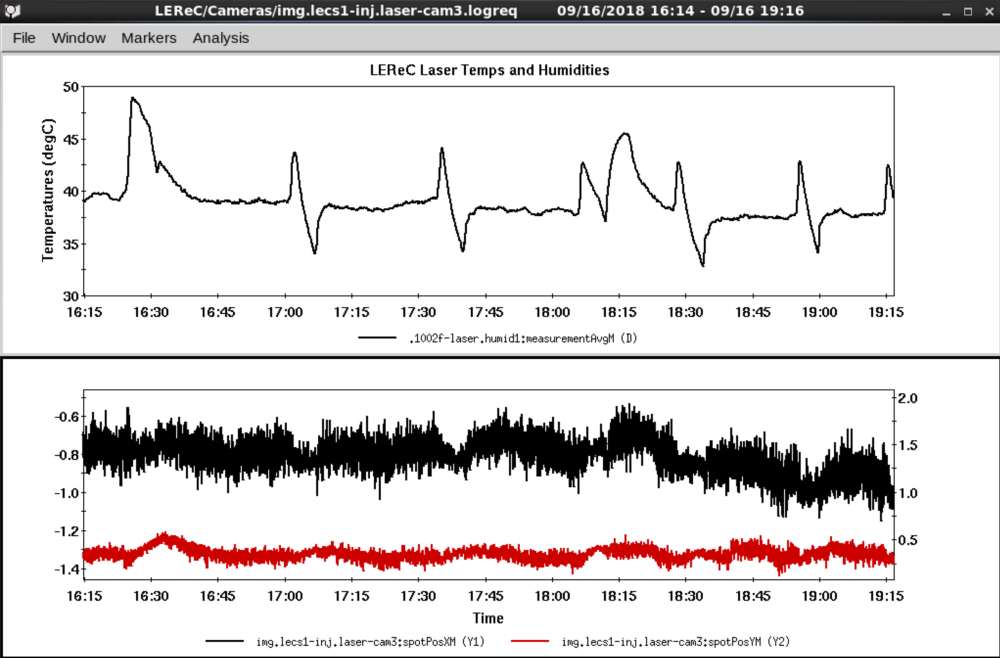 LEReC/Cameras/img.lecs1-inj.laser-cam3.logreq 09/16/2018 16:14 - 09/16 19:16
File Window Markers Analysis
LEReC Laser Temps and Humidities
Temperatures (degC)
50
45
40
35
30
16:15 16:30 16:45 17:00 17:15 17:30 17:45 18:00 18:15 18:30 18:45 19:00 19:15
.1002f-laser.humid1:measurementAvgM (D)
-0.6
-0.8
-1.0
-1.2
-1.4
2.0
1.5
1.0
0.5
16:15 16:30 16:45 17:00 17:15 17:30 17:45 18:00 18:15 18:30 18:45 19:00 19:15
Time
img.lecs1-inj.laser-cam3:spotPosXM (Y1) img.lecs1-inj.laser-cam3:spotPosYM (Y2)